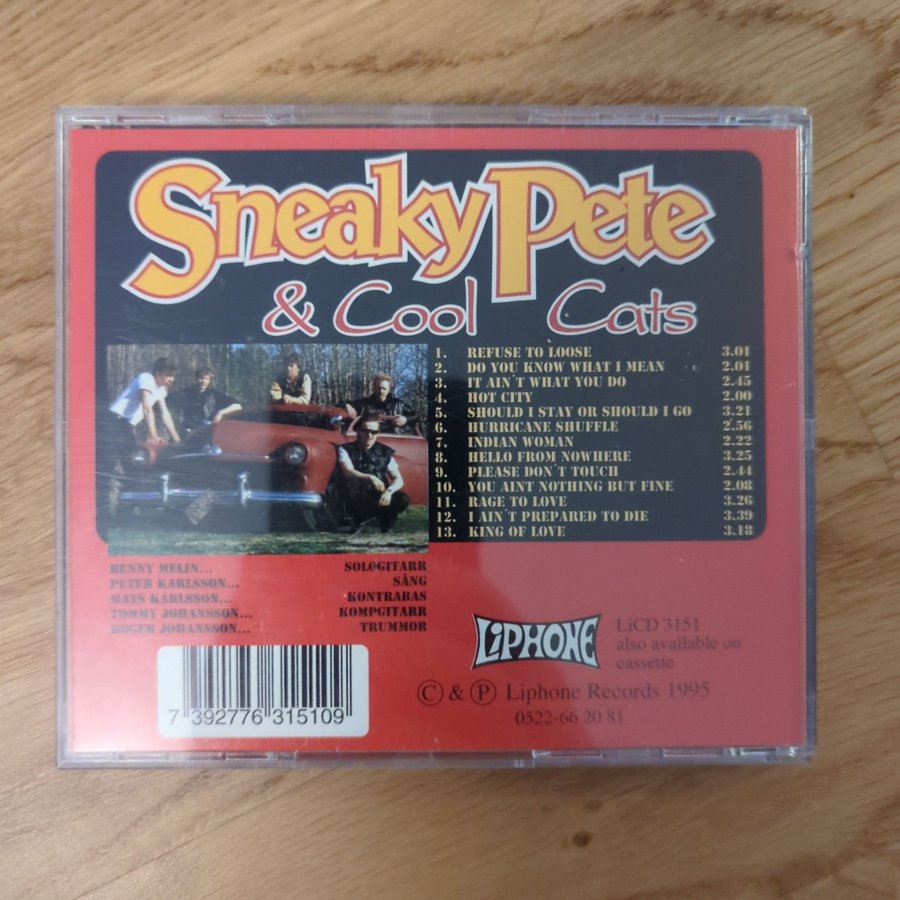 Sneaky Pete
& Cool Cats
1. REFUSE TO LOOSE 3.01
2. DO YOU KNOW WHAT I MEAN 2.01
3. IT AIN´T WHAT YOU DO 2.45
4. HOT CITY 2.00
5. SHOULD I STAY OR SHOULD I GO 3.21
6. HURRICANE SHUFFLE 2.56
7. INDIAN WOMAN 2.22
8. HELLO FROM NOWHERE 3.25
9. PLEASE DON´T TOUCH 2.44
10. YOU AINT NOTHING BUT FINE 2.08
11. RAGE TO LOVE 3.26
12. I AIN´T PREPARED TO DIE 3.39
13. KING OF LOVE 3.18
BENNY MELIN... SOLOGITARR
PETER KARLSSON... SÅNG
MATS KARLSSON... KONTRABAS
TOMMY JOHANSSON... KOMPGITARR
ROGER JOHANSSON... TRUMMOR
LIPHONE
LiCD 3151
also available on
cassette
© & ℗ Liphone Records 1995
0522-66 20 81
7 392776 315109